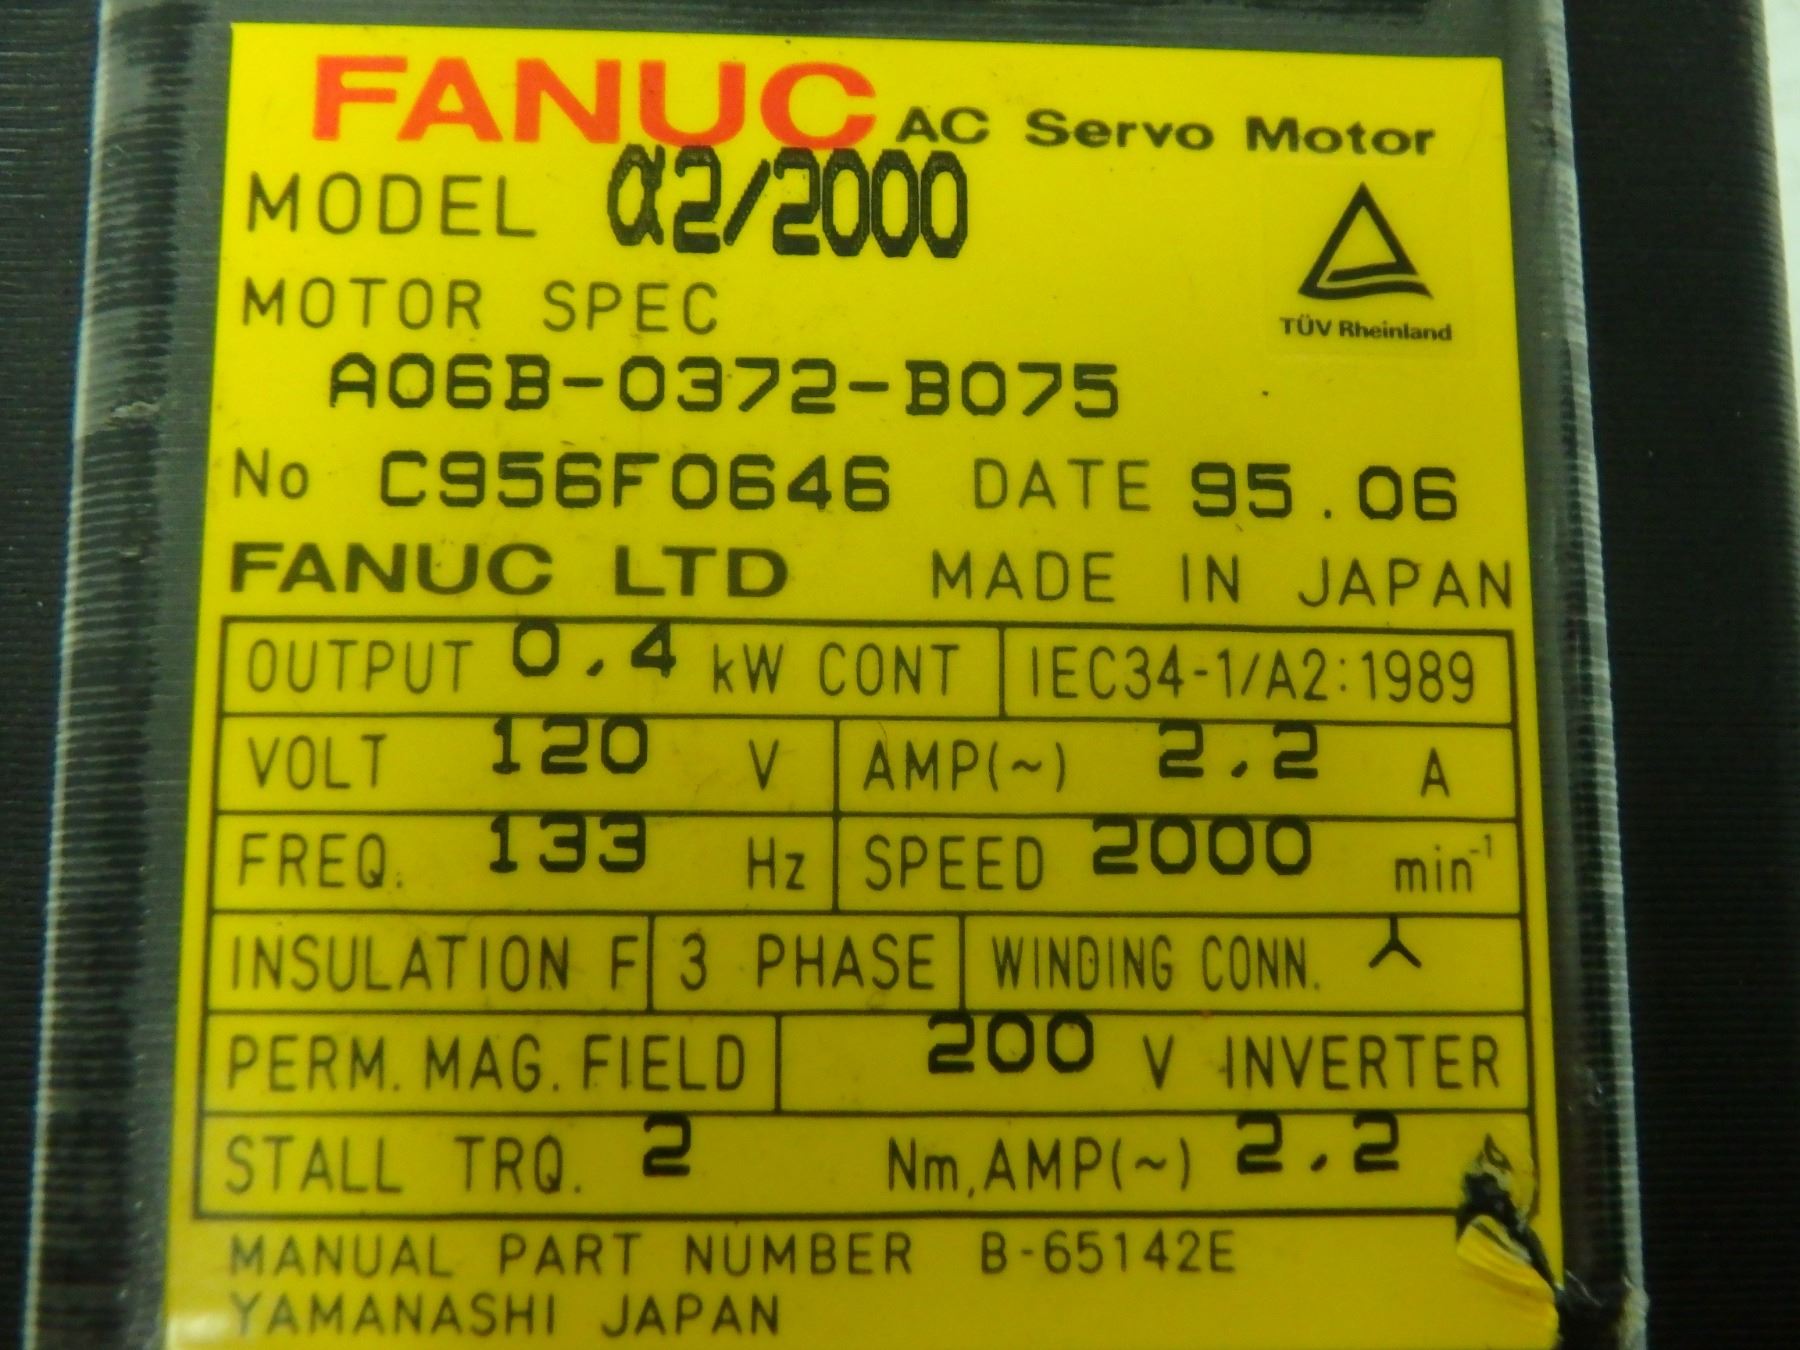 FANUC AC Servo Motor
MODEL α2/2000
TÜV Rheinland
MOTOR SPEC
A06B-0372-B075
No C956F0646 DATE 95.06
FANUC LTD MADE IN JAPAN
OUTPUT 0.4 kW CONT IEC34-1/A2:1989
VOLT 120 V AMP(~) 2.2 A
FREQ. 133 Hz SPEED 2000 min⁻¹
INSULATION F 3 PHASE WINDING CONN.
PERM. MAG. FIELD 200 V INVERTER
STALL TRQ. 2 Nm, AMP(~) 2.2
MANUAL PART NUMBER B-65142E
YAMANASHI JAPAN